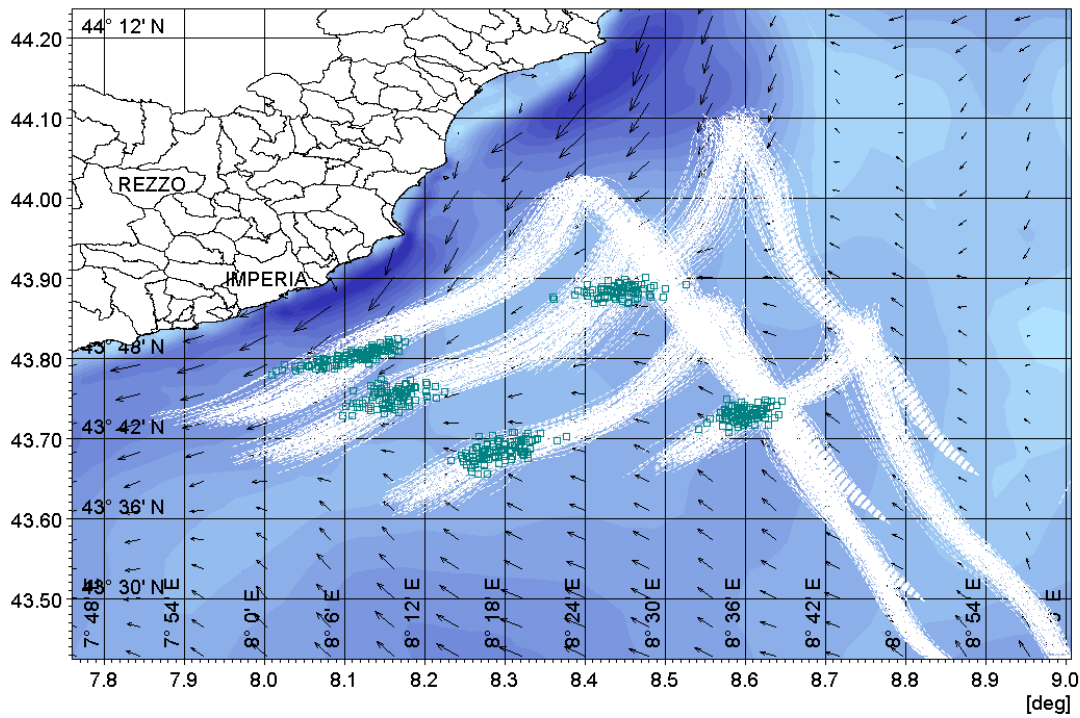 44.20
44° 12' N
44.10
REZZO
44.00
43.90
IMPERIA
43° 48' N
43.80
43° 42' N
43.70
43° 36' N
43.60
43° 30' N
43.50
7° 48' E
7° 54' E
8° 0' E
8° 6' E
8° 12' E
8° 18' E
8° 24' E
8° 30' E
8° 36' E
8° 42' E
8° E
8° 54' E
E
7.8 7.9 8.0 8.1 8.2 8.3 8.4 8.5 8.6 8.7 8.8 8.9 9.0
[deg]